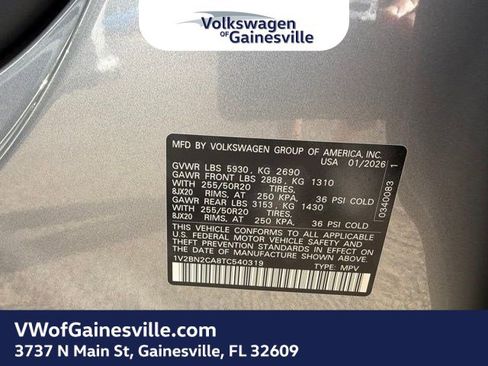 Volkswagen
of Gainesville
MFD BY VOLKSWAGEN GROUP OF AMERICA, INC.
USA 01/2026
GVWR LBS 5930, KG 2690
GAWR FRONT LBS 2888, KG 1310
WITH 255/50R20 TIRES,
8JX20 RIMS, AT 250 KPA, 36 PSI COLD
GAWR REAR LBS 3153, KG 1430
WITH 255/50R20 TIRES,
8JX20 RIMS, AT 250 KPA, 36 PSI COLD
THIS VEHICLE CONFORMS TO ALL APPLICABLE
U.S. FEDERAL MOTOR VEHICLE SAFETY AND
THEFT PREVENTION STANDARDS IN EFFECT ON THE
DATE OF MANUFACTURE SHOWN ABOVE.
1V2BN2CA8TC540319 TYPE: MPV
0340083 1
VWofGainesville.com
3737 N Main St, Gainesville, FL 32609